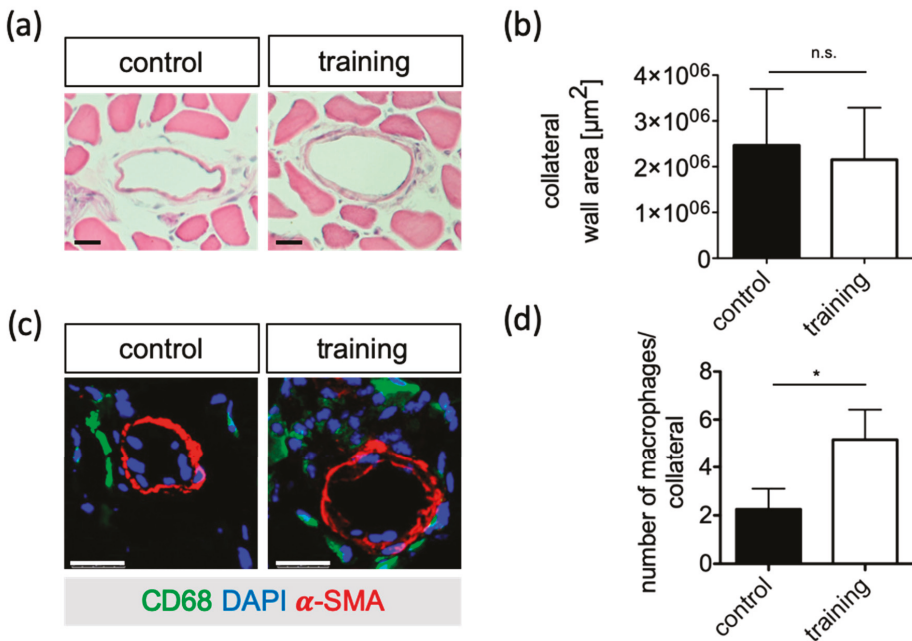 (a)
control
training
(b)
n.s.
collateral
wall area [µm²]
4×10⁰⁶
3×10⁰⁶
2×10⁰⁶
1×10⁰⁶
0
control
training
(c)
control
training
CD68 DAPI α-SMA
(d)
*
number of macrophages/
collateral
8
6
4
2
0
control
training